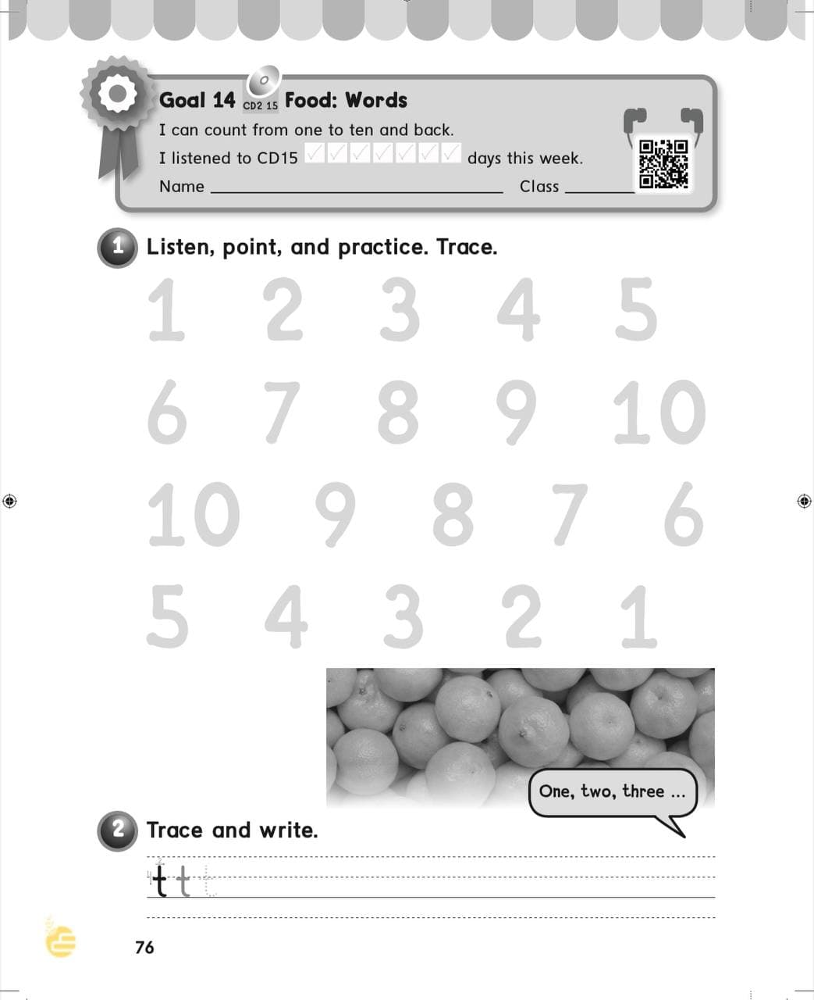 Goal 14 CD2 15 Food: Words
I can count from one to ten and back.
I listened to CD15 days this week.
Name Class
1 Listen, point, and practice. Trace.
1 2 3 4 5
6 7 8 9 10
10 9 8 7 6
5 4 3 2 1
One, two, three ...
2 Trace and write.
t t t
76